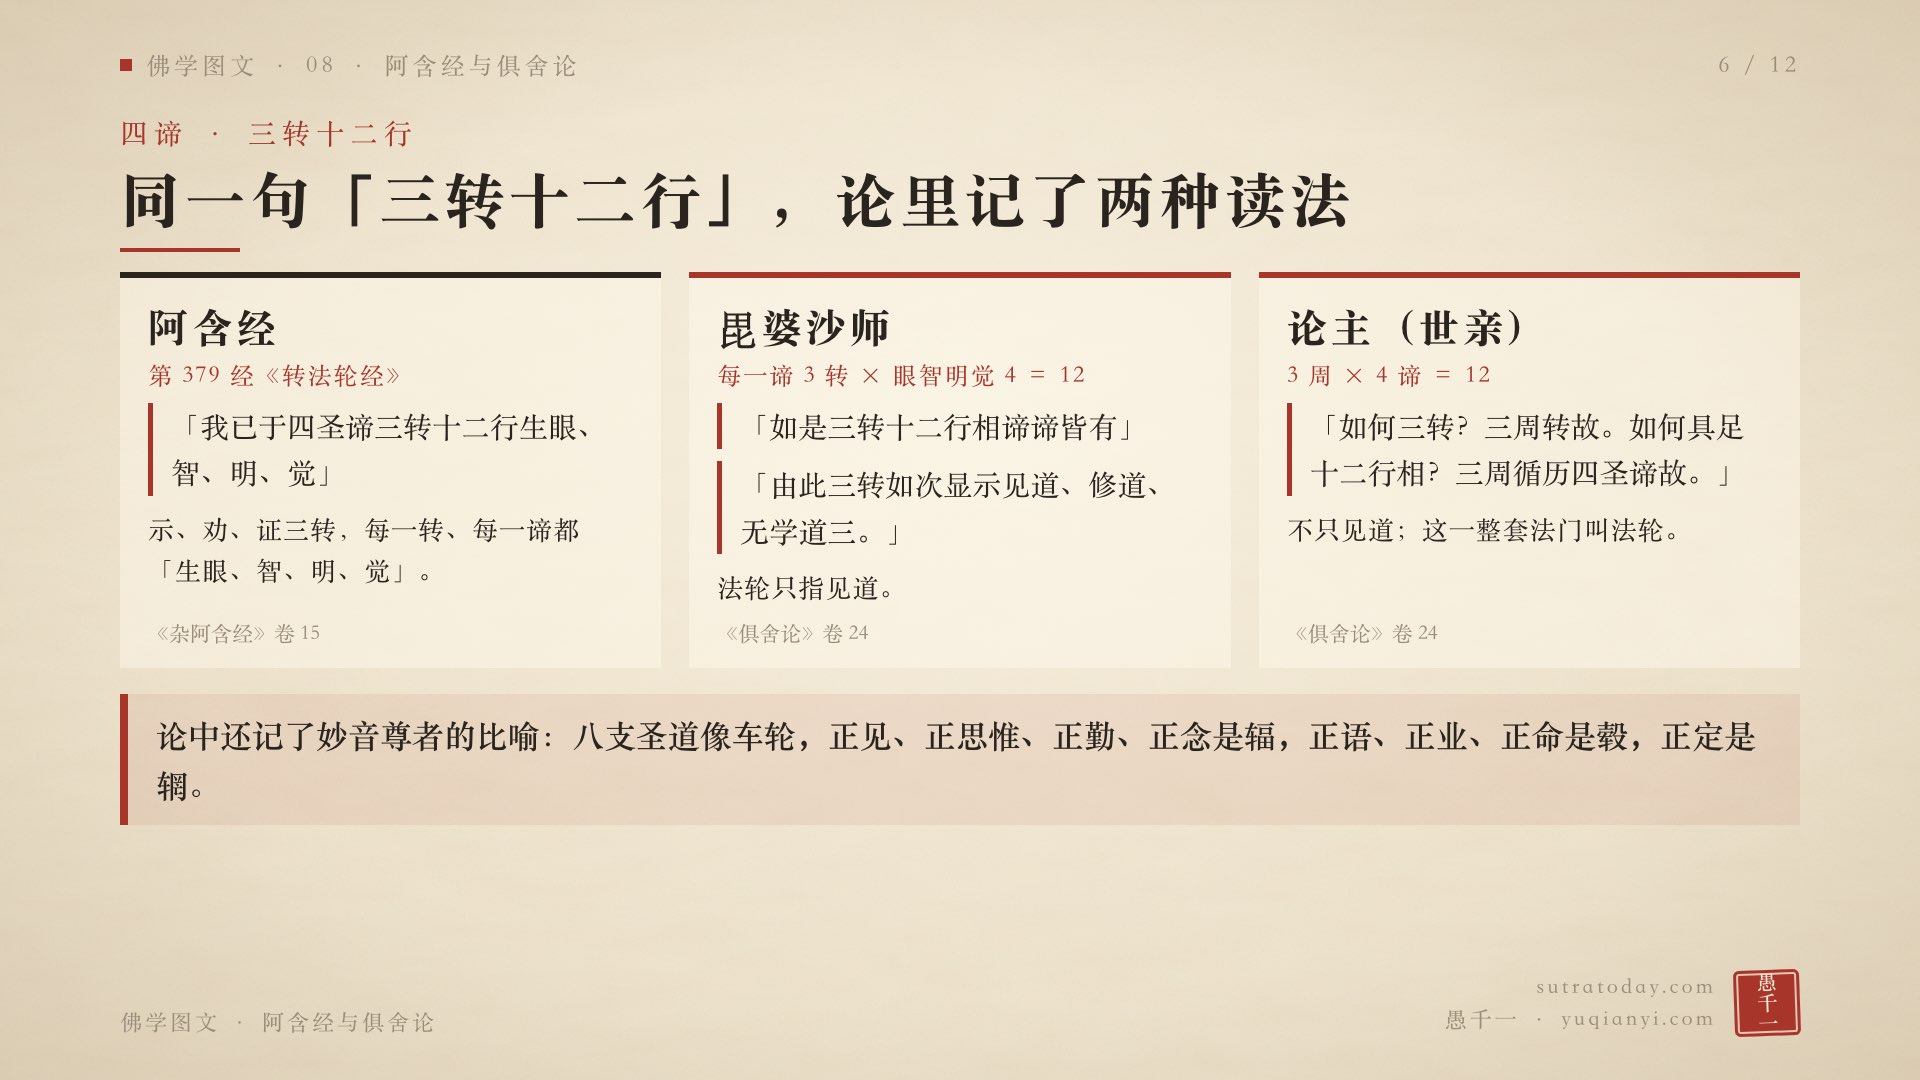 佛学图文 · 08 · 阿含经与俱舍论
6 / 12
四谛 · 三转十二行
同一句「三转十二行」，论里记了两种读法
阿含经
第 379 经《转法轮经》
「我已于四圣谛三转十二行生眼、
智、明、觉」
示、劝、证三转，每一转、每一谛都
「生眼、智、明、觉」。
《杂阿含经》卷 15
毘婆沙师
每一谛 3 转 × 眼智明觉 4 = 12
「如是三转十二行相谛谛皆有」
「由此三转如次显示见道、修道、
无学道三。」
法轮只指见道。
《俱舍论》卷 24
论主（世亲）
3 周 × 4 谛 = 12
「如何三转？三周转故。如何具足
十二行相？三周循历四圣谛故。」
不只见道；这一整套法门叫法轮。
《俱舍论》卷 24
论中还记了妙音尊者的比喻：八支圣道像车轮，正见、正思惟、正勤、正念是辐，正语、正业、正命是毂，正定是
辋。
佛学图文 · 阿含经与俱舍论
sutratoday.com
愚千一 · yuqianyi.com
愚千一